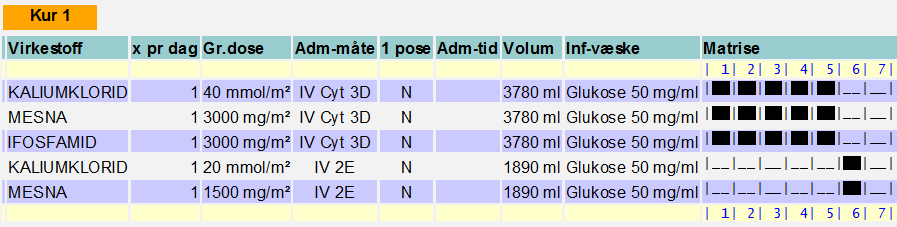 Kur 1
Virkestoff x pr dag Gr.dose Adm-måte 1 pose Adm-tid Volum Inf-væske Matrise
| 1| 2| 3| 4| 5| 6| 7|
KALIUMKLORID 1 40 mmol/m² IV Cyt 3D N 3780 ml Glukose 50 mg/ml
MESNA 1 3000 mg/m² IV Cyt 3D N 3780 ml Glukose 50 mg/ml
IFOSFAMID 1 3000 mg/m² IV Cyt 3D N 3780 ml Glukose 50 mg/ml
KALIUMKLORID 1 20 mmol/m² IV 2E N 1890 ml Glukose 50 mg/ml
MESNA 1 1500 mg/m² IV 2E N 1890 ml Glukose 50 mg/ml
| 1| 2| 3| 4| 5| 6| 7|